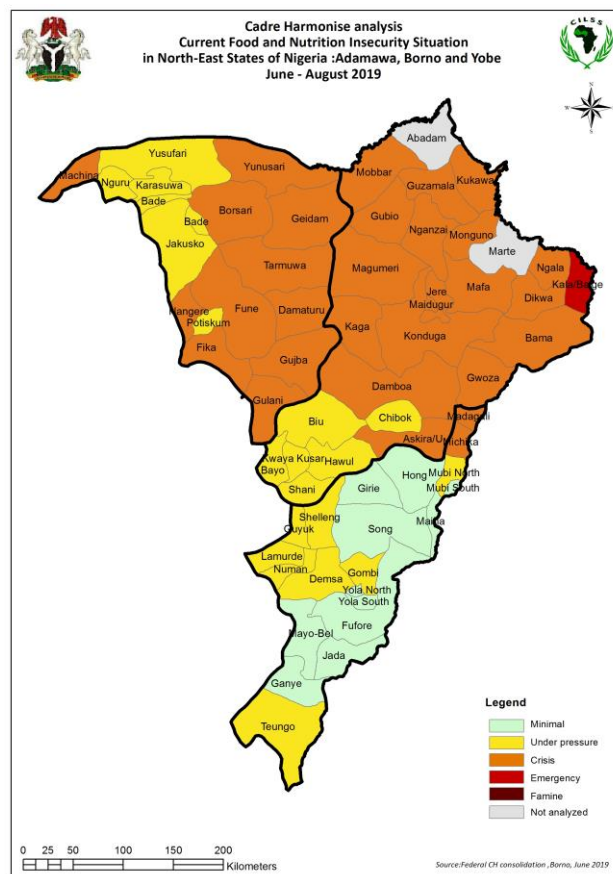 Cadre Harmonise analysis
Current Food and Nutrition Insecurity Situation
in North-East States of Nigeria :Adamawa, Borno and Yobe
June - August 2019
CILSS
Abadam
Yusufari
Yunusari
Mobbar
Kukawa
Machina
Guzamala
Nguru
Karasuwa
Bade
Borsari
Geidam
Gubio
Bade
Nganzai
Monguno
Jakusko
Marte
Tarmuwa
Magumeri
Ngala
Jere
Mafa
Kala/Balge
Maidugur
Dikwa
Nangere
Fune
Damaturu
Potiskum
Kaga
Konduga
Bama
Fika
Gujba
Gwoza
Damboa
Gulani
Chibok
Madagali
Biu
Askira/U
Michika
Kwaya Kusar
Hawul
Bayo
Mubi North
Hong
Mubi South
Shani
Girie
Shelleng
Maiha
Guyuk
Song
Lamurde
Numan
Gombi
Demsa
Yola North
Yola South
Mayo-Bel
Fufore
Jada
Ganye
Teungo
Legend
Minimal
Under pressure
Crisis
Emergency
Famine
Not analyzed
0 25 50 100 150 200
Kilometers
Source:Federal CH consolidation ,Borno, June 2019